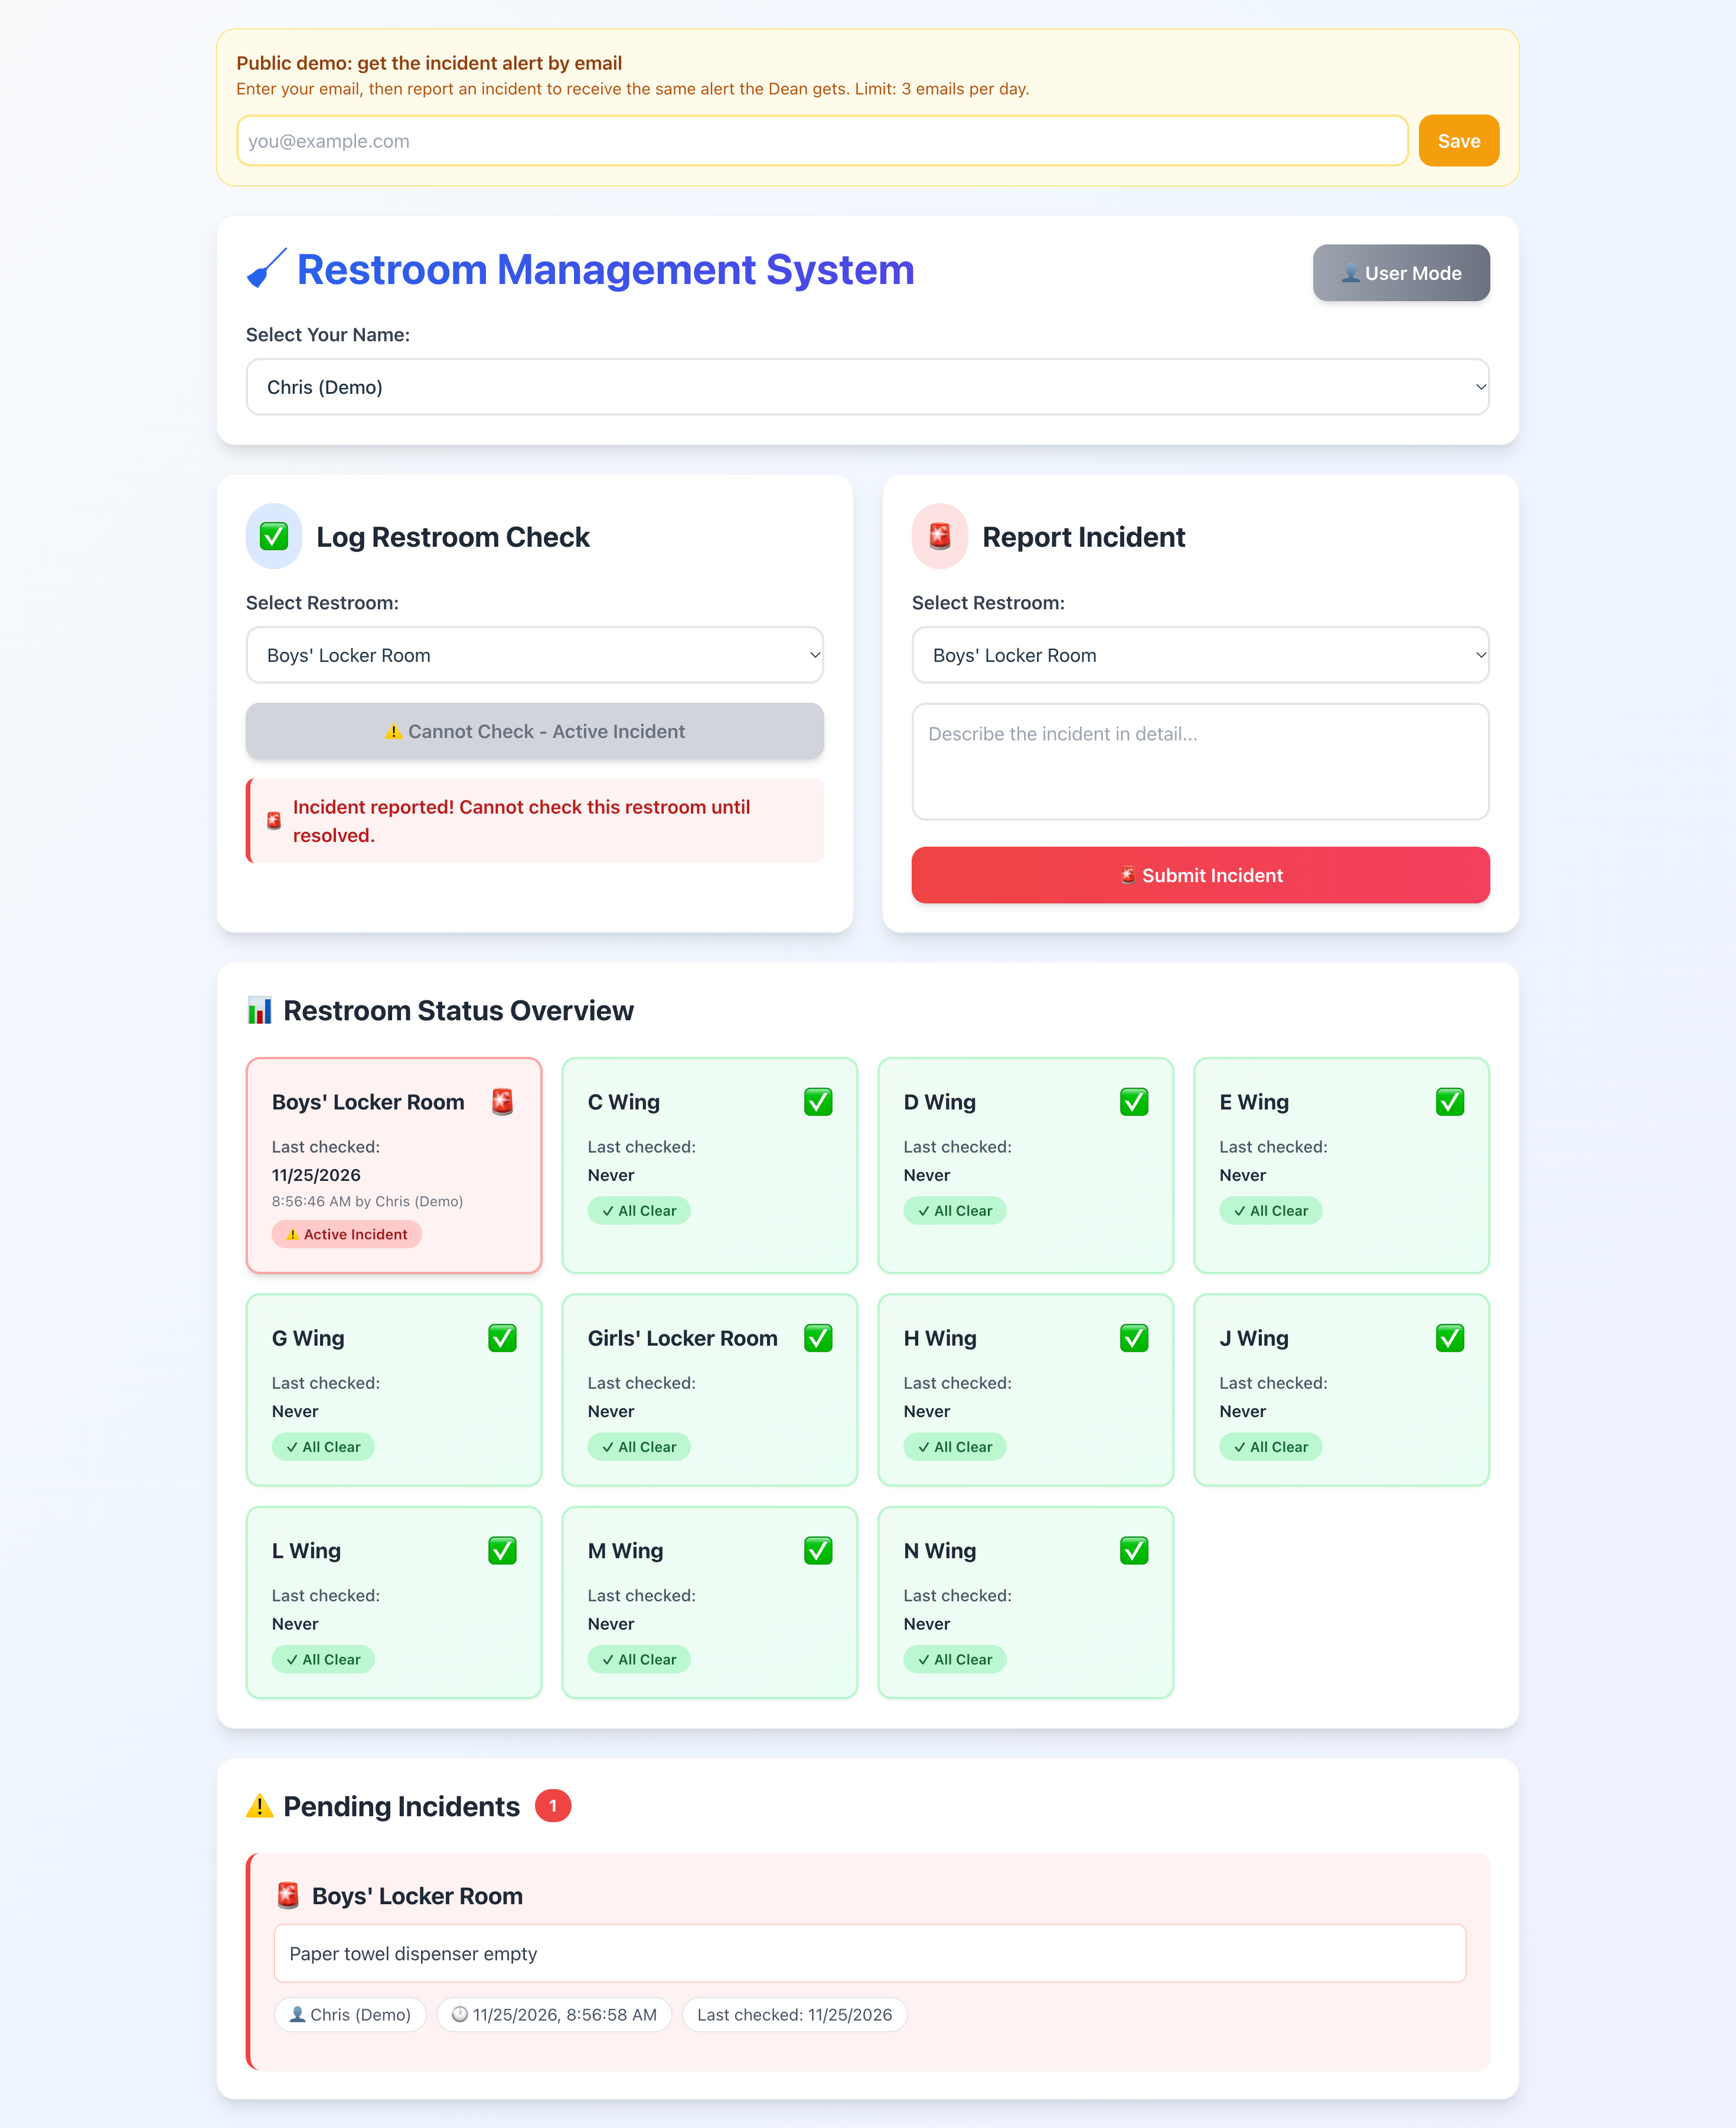 Public demo: get the incident alert by email
Enter your email, then report an incident to receive the same alert the Dean gets. Limit: 3 emails per day.
you@example.com
Save
Restroom Management System
User Mode
Select Your Name:
Chris (Demo)
Log Restroom Check
Select Restroom:
Boys' Locker Room
Cannot Check - Active Incident
Incident reported! Cannot check this restroom until
resolved.
Report Incident
Select Restroom:
Boys' Locker Room
Describe the incident in detail...
Submit Incident
Restroom Status Overview
Boys' Locker Room
Last checked:
11/25/2026
8:56:46 AM by Chris (Demo)
Active Incident
C Wing
Last checked:
Never
✓ All Clear
D Wing
Last checked:
Never
✓ All Clear
E Wing
Last checked:
Never
✓ All Clear
G Wing
Last checked:
Never
✓ All Clear
Girls' Locker Room
Last checked:
Never
✓ All Clear
H Wing
Last checked:
Never
✓ All Clear
J Wing
Last checked:
Never
✓ All Clear
L Wing
Last checked:
Never
✓ All Clear
M Wing
Last checked:
Never
✓ All Clear
N Wing
Last checked:
Never
✓ All Clear
Pending Incidents 1
Boys' Locker Room
Paper towel dispenser empty
Chris (Demo)
11/25/2026, 8:56:58 AM
Last checked: 11/25/2026